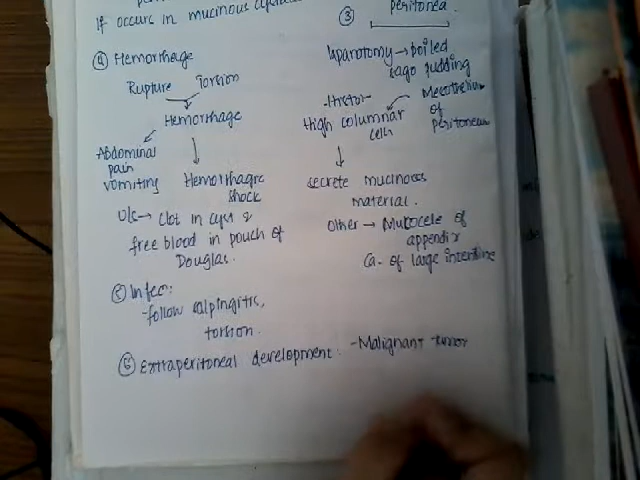 If occurs in mucinous
③ peritonea.
④ Hemorrhage
Rupture Torsion
Hemorrhage
Abdominal
pain
vomiting
Hemorrhagic
shock
U/s → clot in cyst &
free blood in pouch of
Douglas.
⑤ Infec:
-follow salpingitis,
torsion.
⑥ Extraperitoneal development.
Laparotomy → boiled
sago pudding
-Histol- Mesothelium
of
peritoneum
High columnar
cells
secrete mucinous
material.
Other → Mucocele of
appendix
Ca. of large intestine
-Malignant tumor